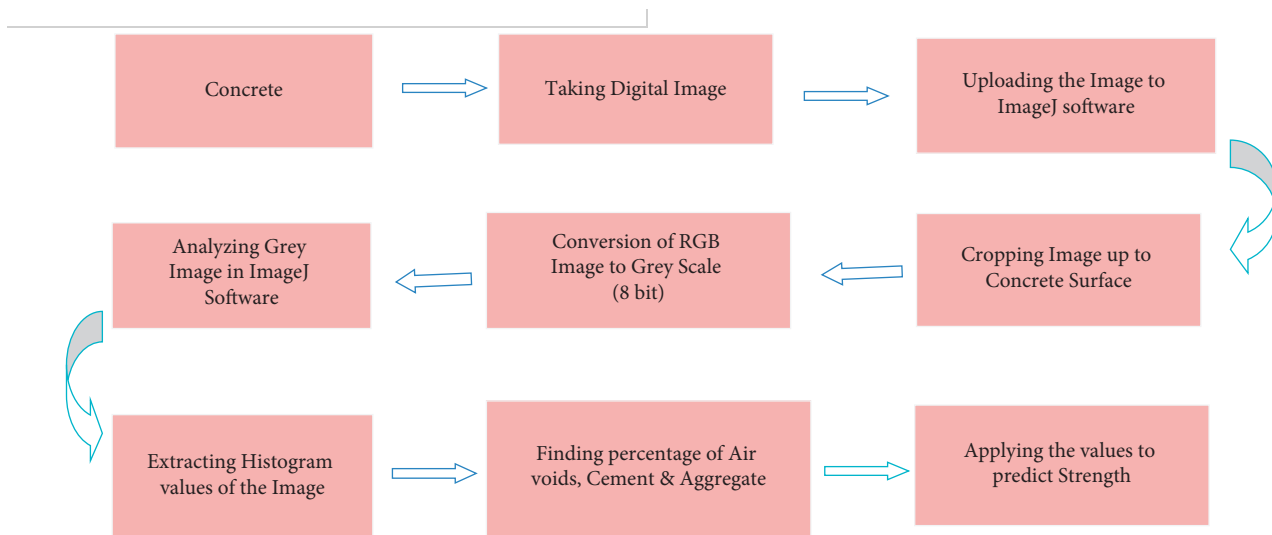 Concrete
Taking Digital Image
Uploading the Image to
ImageJ software
Cropping Image up to
Concrete Surface
Conversion of RGB
Image to Grey Scale
(8 bit)
Analyzing Grey
Image in ImageJ
Software
Extracting Histogram
values of the Image
Finding percentage of Air
voids, Cement & Aggregate
Applying the values to
predict Strength